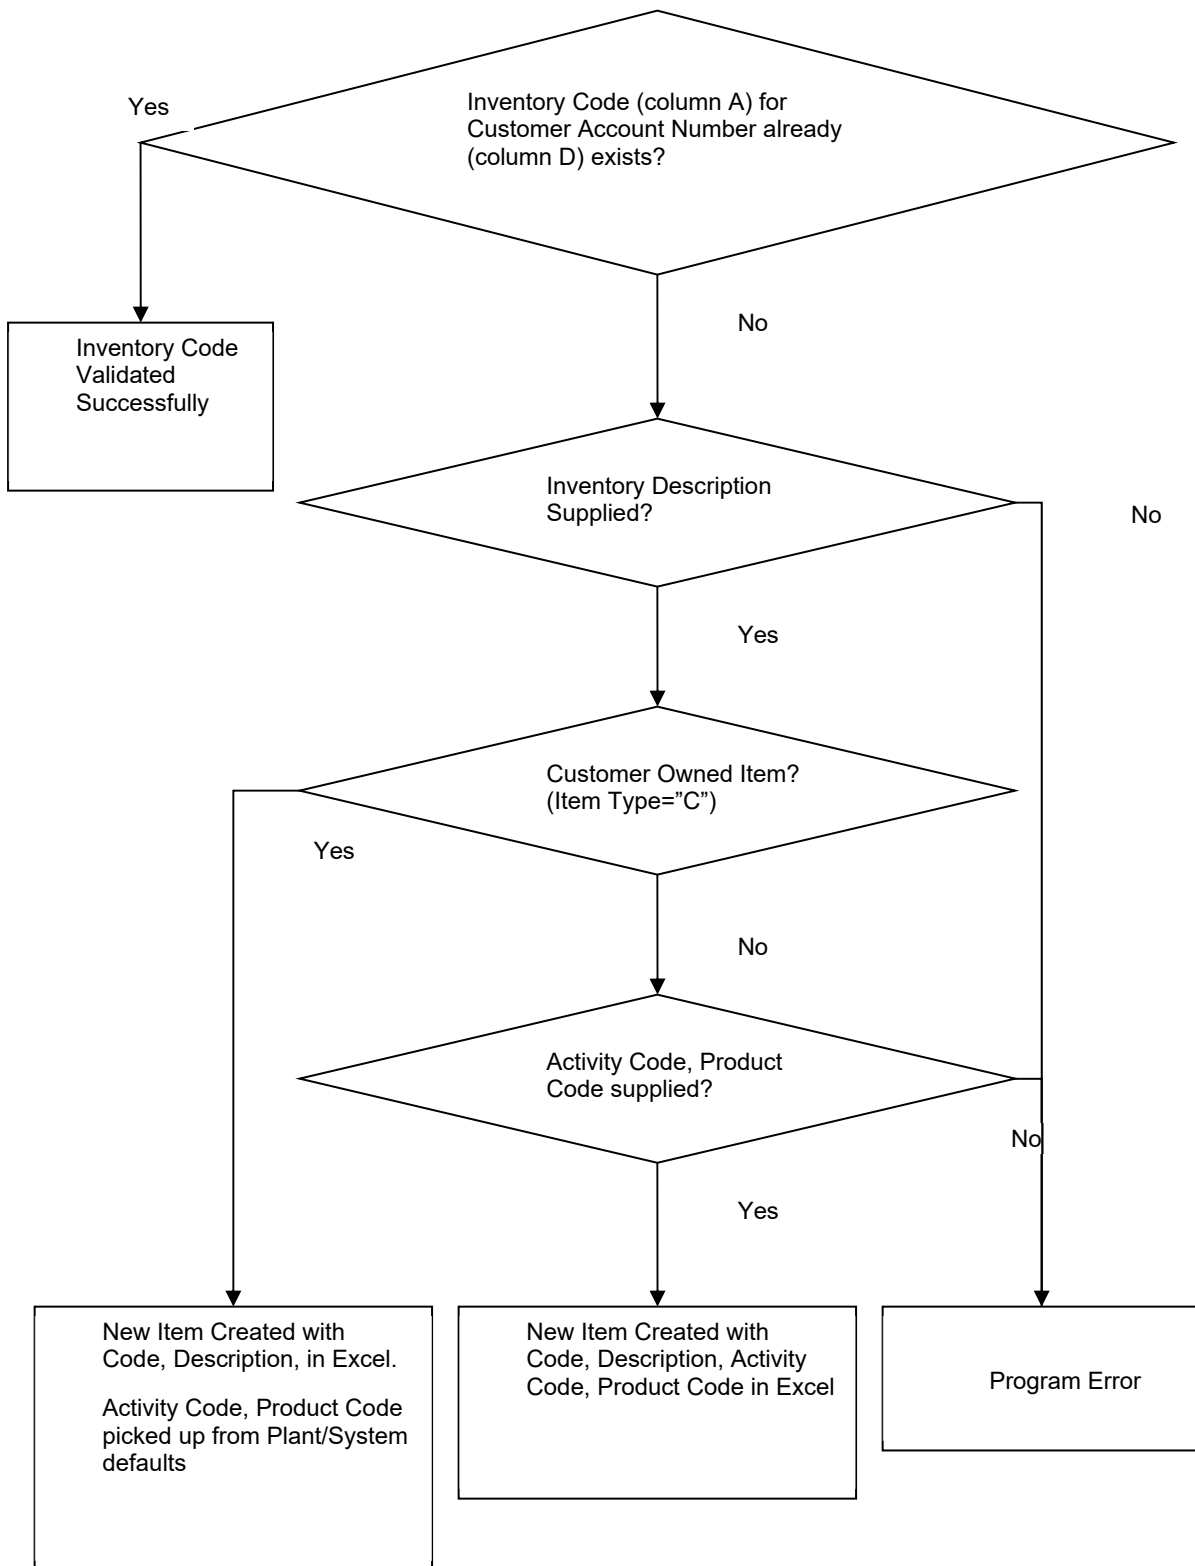 Yes
Inventory Code (column A) for
Customer Account Number already
(column D) exists?
No
Inventory Code
Validated
Successfully
Inventory Description
Supplied?
No
Yes
Customer Owned Item?
(Item Type=”C”)
Yes
No
Activity Code, Product
Code supplied?
No
Yes
New Item Created with
Code, Description, in Excel.
Activity Code, Product Code
picked up from Plant/System
defaults
New Item Created with
Code, Description, Activity
Code, Product Code in Excel
Program Error